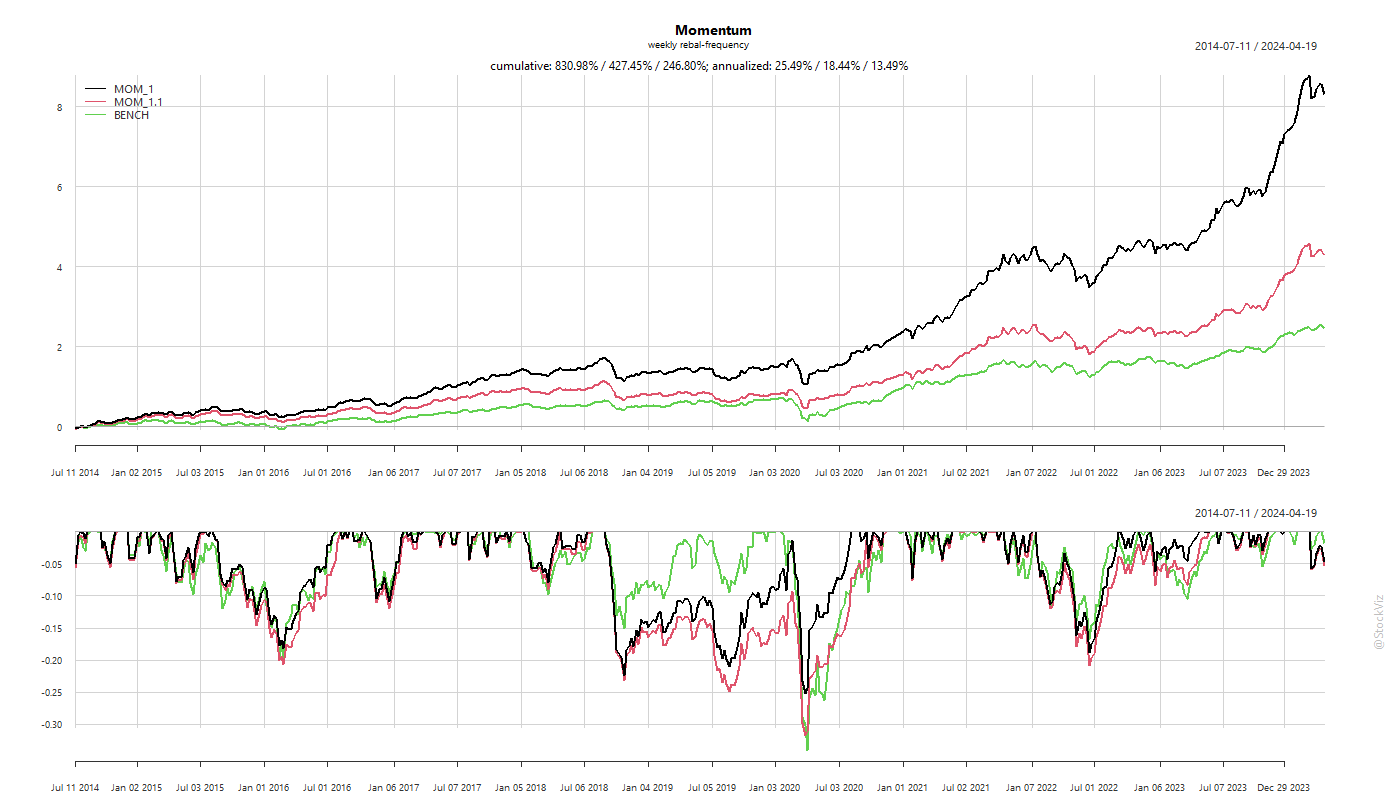 Momentum
weekly rebal-frequency
2014-07-11 / 2024-04-19
cumulative: 830.98% / 427.45% / 246.80%; annualized: 25.49% / 18.44% / 13.49%
MOM_1
MOM_1.1
BENCH
8
6
4
2
0
Jul 11 2014 Jan 02 2015 Jul 03 2015 Jan 01 2016 Jul 01 2016 Jan 06 2017 Jul 07 2017 Jan 05 2018 Jul 06 2018 Jan 04 2019 Jul 05 2019 Jan 03 2020 Jul 03 2020 Jan 01 2021 Jul 02 2021 Jan 07 2022 Jul 01 2022 Jan 06 2023 Jul 07 2023 Dec 29 2023
2014-07-11 / 2024-04-19
-0.05
-0.10
-0.15
-0.20
-0.25
-0.30
Jul 11 2014 Jan 02 2015 Jul 03 2015 Jan 01 2016 Jul 01 2016 Jan 06 2017 Jul 07 2017 Jan 05 2018 Jul 06 2018 Jan 04 2019 Jul 05 2019 Jan 03 2020 Jul 03 2020 Jan 01 2021 Jul 02 2021 Jan 07 2022 Jul 01 2022 Jan 06 2023 Jul 07 2023 Dec 29 2023
@StockViz